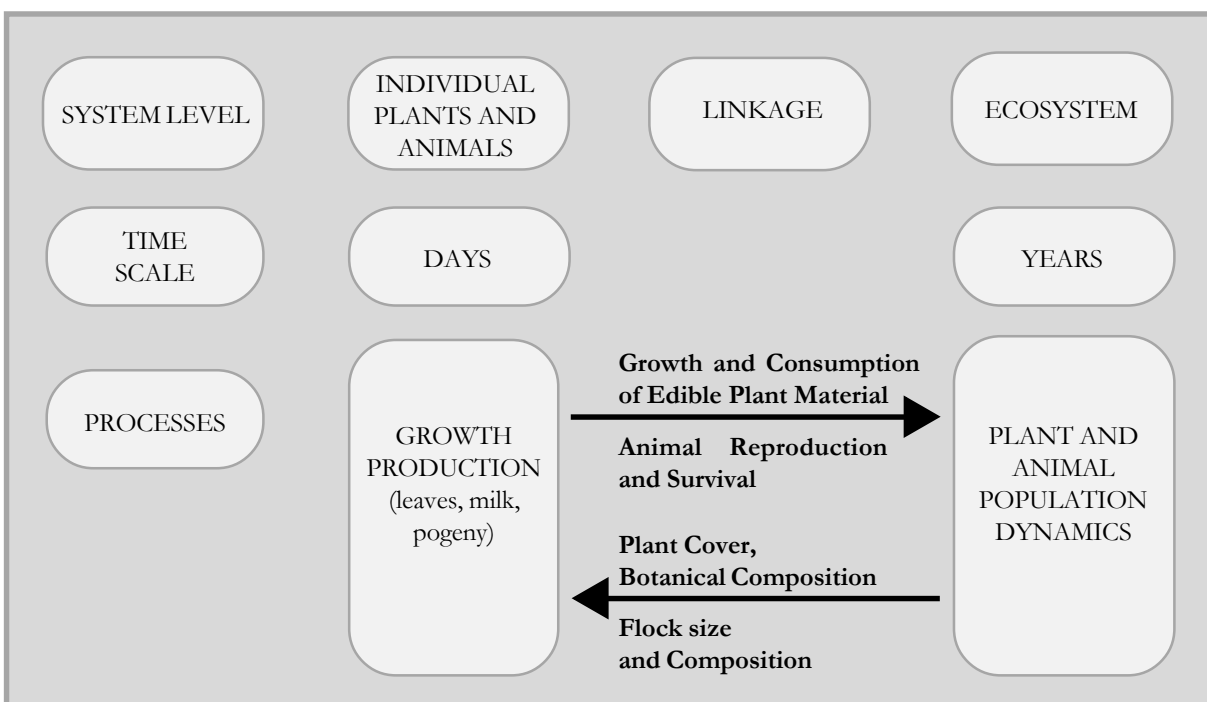 SYSTEM LEVEL
INDIVIDUAL
PLANTS AND
ANIMALS
LINKAGE
ECOSYSTEM
TIME
SCALE
DAYS
YEARS
PROCESSES
GROWTH
PRODUCTION
(leaves, milk,
pogeny)
Growth and Consumption
of Edible Plant Material
Animal Reproduction
and Survival
Plant Cover,
Botanical Composition
Flock size
and Composition
PLANT AND
ANIMAL
POPULATION
DYNAMICS